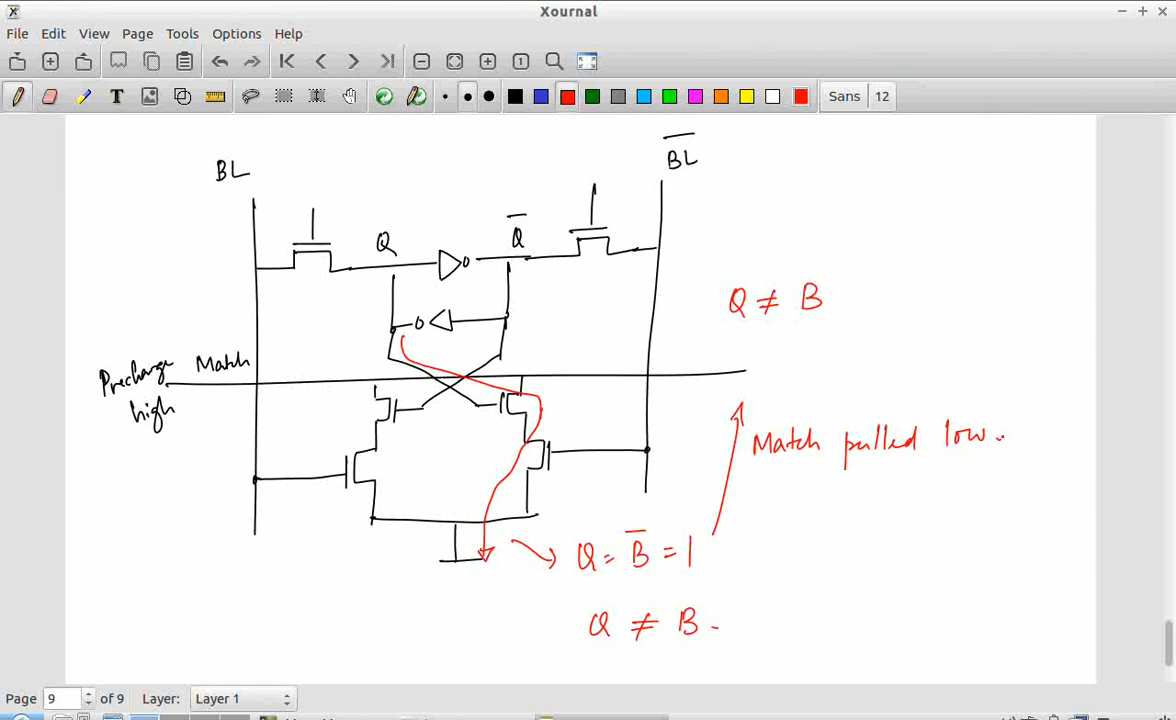 Xournal
File Edit View Page Tools Options Help
Sans 12
BL
B̅L̅
Q
Q̅
Q ≠ B
Precharge Match
high
Match pulled low.
Q = B̅ = 1
Q ≠ B
Page 9 of 9 Layer: Layer 1